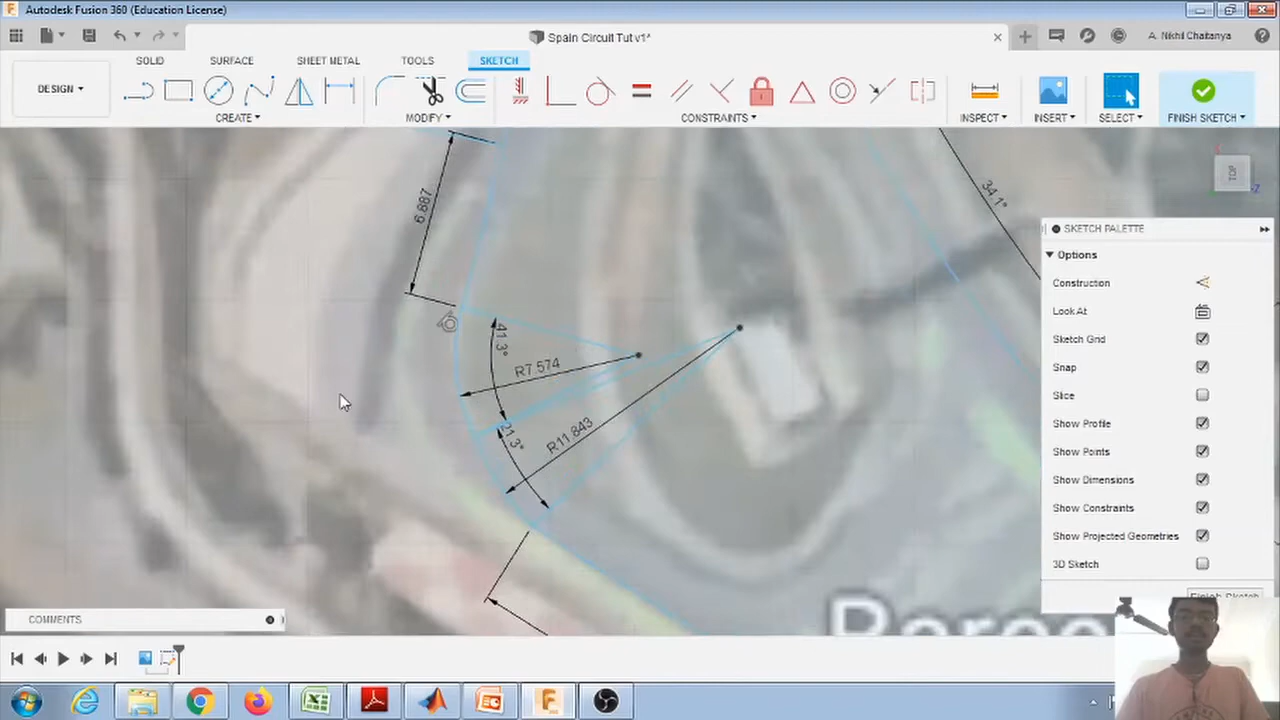 Autodesk Fusion 360 (Education License)
Spain Circuit Tut v1*
A. Nikhil Chaitanya
DESIGN
SOLID
SURFACE
SHEET METAL
TOOLS
SKETCH
CREATE
MODIFY
CONSTRAINTS
INSPECT
INSERT
SELECT
FINISH SKETCH
TOP
Z
6.887
34.1°
41.3°
R7.574
21.3°
R11.843
SKETCH PALETTE
Options
Construction
Look At
Sketch Grid
Snap
Slice
Show Profile
Show Points
Show Dimensions
Show Constraints
Show Projected Geometries
3D Sketch
Finish Sketch
COMMENTS